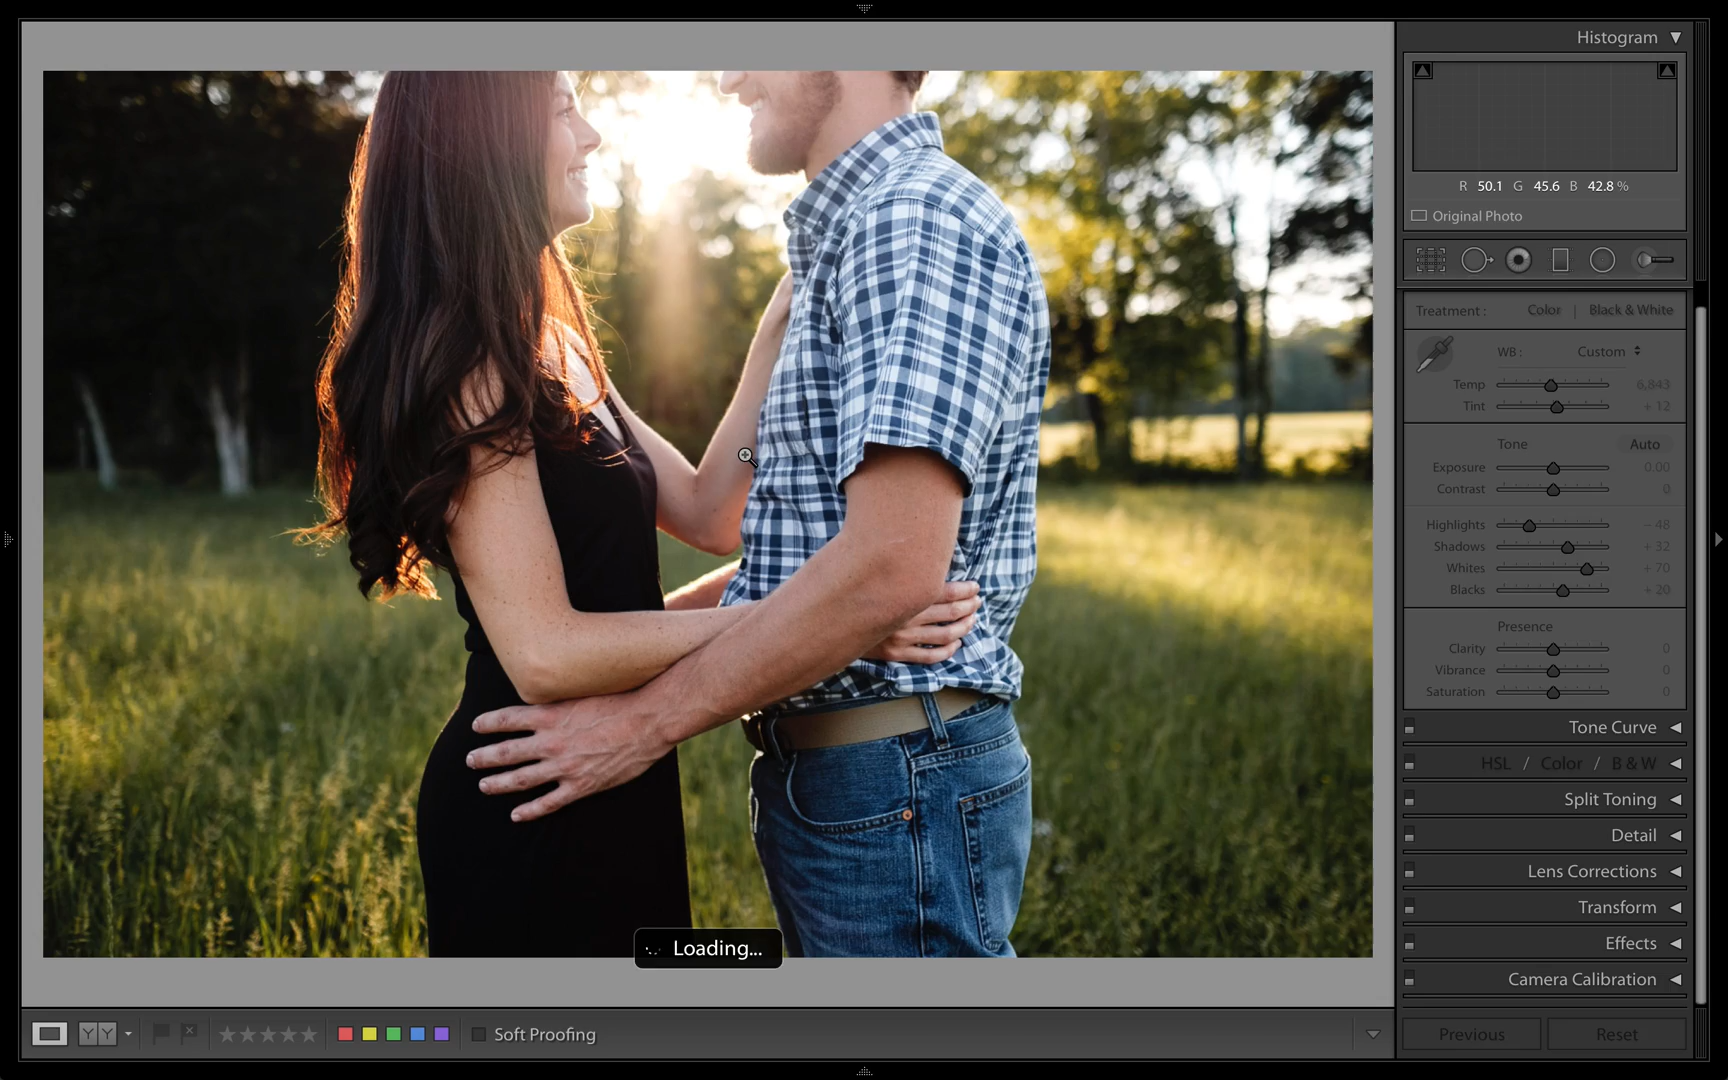 Histogram
R 50.1 G 45.6 B 42.8 %
Original Photo
Treatment : Color | Black & White
WB : Custom
Temp 6,843
Tint + 12
Tone Auto
Exposure 0.00
Contrast 0
Highlights − 48
Shadows + 32
Whites + 70
Blacks + 20
Presence
Clarity 0
Vibrance 0
Saturation 0
Tone Curve
HSL / Color / B & W
Split Toning
Detail
Lens Corrections
Transform
Effects
Camera Calibration
Loading...
YY
Soft Proofing
Previous Reset